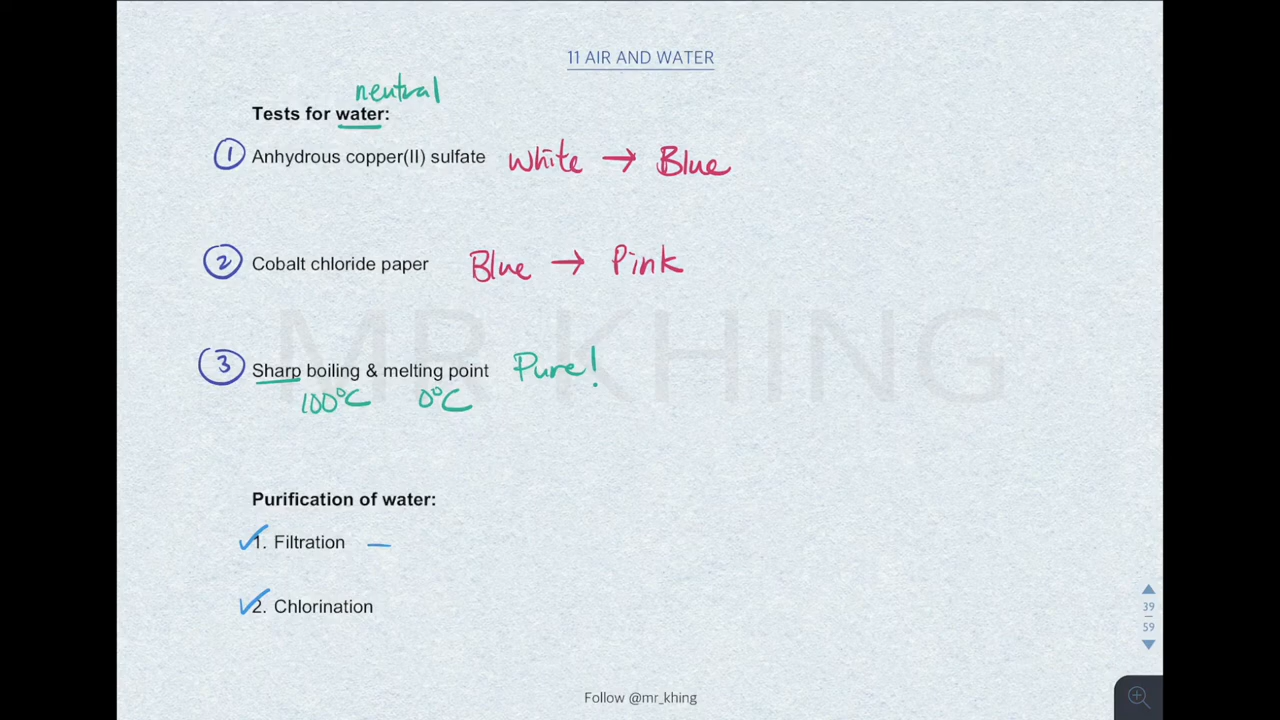 11 AIR AND WATER
neutral
Tests for water:
1 Anhydrous copper(II) sulfate White → Blue
2 Cobalt chloride paper Blue → Pink
MR KHING
3 Sharp boiling & melting point Pure!
100°C 0°C
Purification of water:
1. Filtration —
2. Chlorination
39
59
Follow @mr_khing